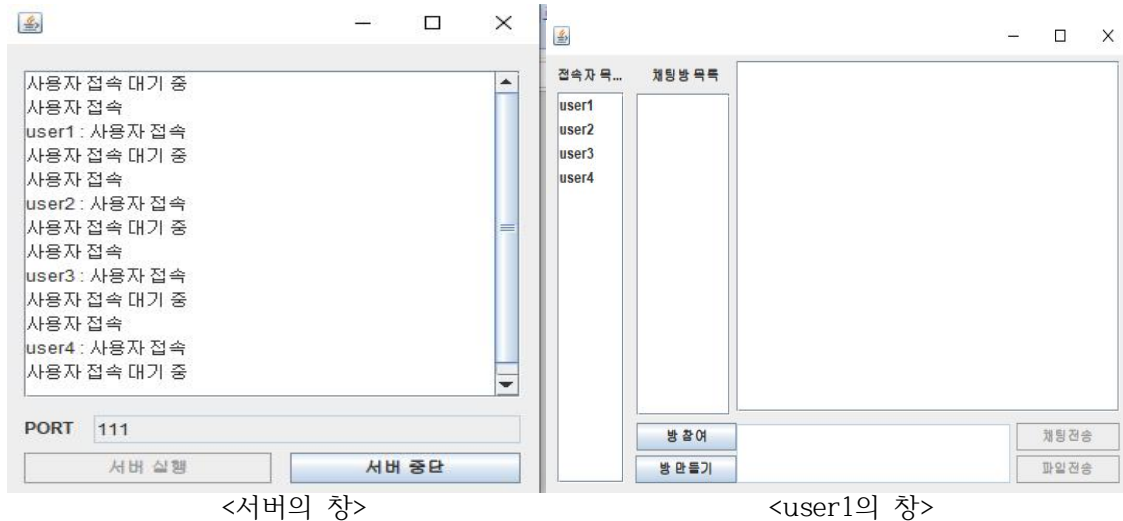 사용자 접속 대기 중
사용자 접속
user1 : 사용자 접속
사용자 접속 대기 중
사용자 접속
user2 : 사용자 접속
사용자 접속 대기 중
사용자 접속
user3 : 사용자 접속
사용자 접속 대기 중
사용자 접속
user4 : 사용자 접속
사용자 접속 대기 중
PORT 111
서버 실행 서버 중단
<서버의 창>
접속자 목... 채팅방 목록
user1
user2
user3
user4
방 참여 채팅전송
방 만들기 파일전송
<user1의 창>